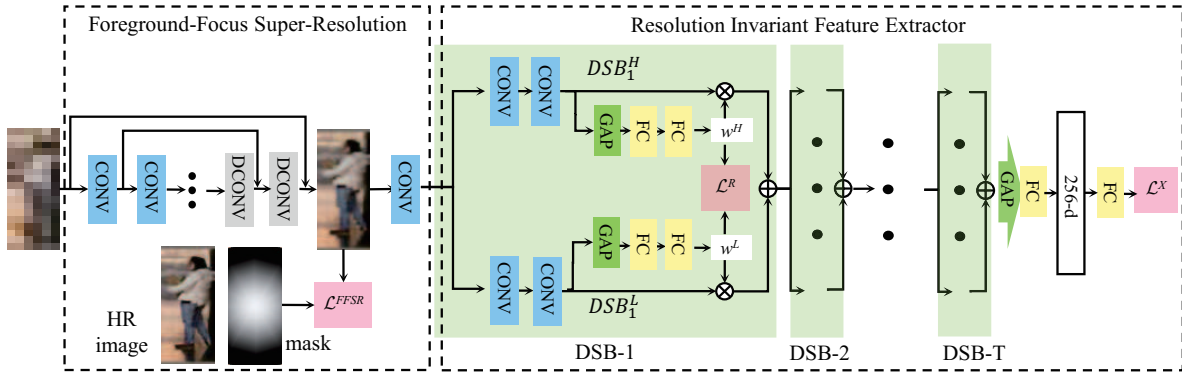 Foreground-Focus Super-Resolution
CONV
CONV
DCONV
DCONV
HR
image
mask
ℒ^{FFSR}
CONV
Resolution Invariant Feature Extractor
DSB_1^H
CONV
CONV
GAP
FC
FC
w^H
ℒ^R
GAP
FC
FC
w^L
CONV
CONV
DSB_1^L
DSB-1
DSB-2
DSB-T
GAP
FC
256-d
FC
ℒ^X